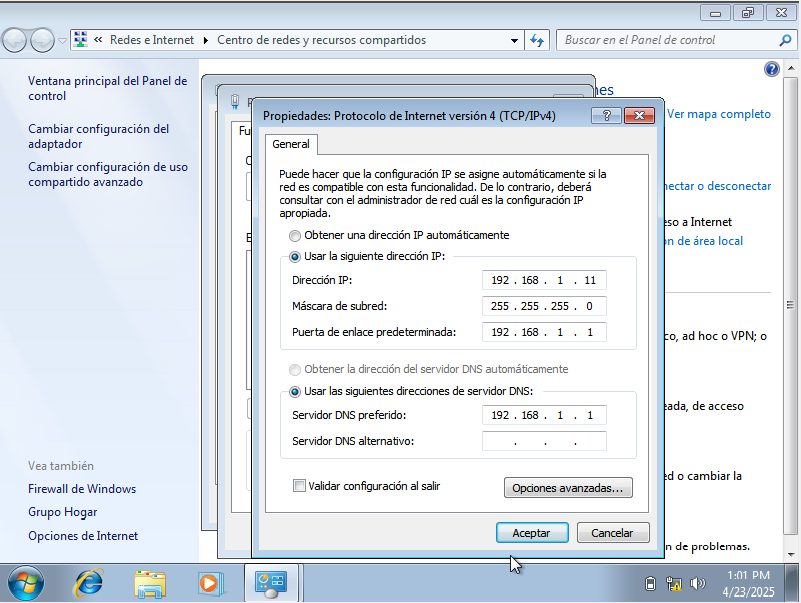 « Redes e Internet ▸ Centro de redes y recursos compartidos
Buscar en el Panel de control
Ventana principal del Panel de
control
Cambiar configuración del
adaptador
Cambiar configuración de uso
compartido avanzado
Vea también
Firewall de Windows
Grupo Hogar
Opciones de Internet
Ver mapa completo
ectar o desconectar
so a Internet
n de área local
co, ad hoc o VPN; o
eada, de acceso
ed o cambiar la
n de problemas.
Propiedades: Protocolo de Internet versión 4 (TCP/IPv4)
General
Puede hacer que la configuración IP se asigne automáticamente si la
red es compatible con esta funcionalidad. De lo contrario, deberá
consultar con el administrador de red cuál es la configuración IP
apropiada.
Obtener una dirección IP automáticamente
Usar la siguiente dirección IP:
Dirección IP: 192 . 168 . 1 . 11
Máscara de subred: 255 . 255 . 255 . 0
Puerta de enlace predeterminada: 192 . 168 . 1 . 1
Obtener la dirección del servidor DNS automáticamente
Usar las siguientes direcciones de servidor DNS:
Servidor DNS preferido: 192 . 168 . 1 . 1
Servidor DNS alternativo: . . .
Validar configuración al salir
Opciones avanzadas...
Aceptar Cancelar
1:01 PM
4/23/2025